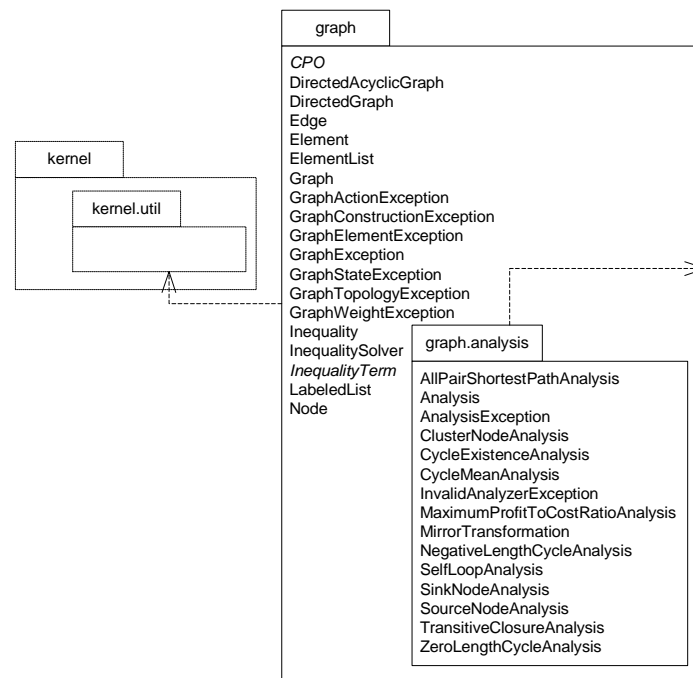 graph
CPO
DirectedAcyclicGraph
DirectedGraph
Edge
Element
ElementList
Graph
GraphActionException
GraphConstructionException
GraphElementException
GraphException
GraphStateException
GraphTopologyException
GraphWeightException
Inequality
InequalitySolver
InequalityTerm
LabeledList
Node
kernel
kernel.util
graph.analysis
AllPairShortestPathAnalysis
Analysis
AnalysisException
ClusterNodeAnalysis
CycleExistenceAnalysis
CycleMeanAnalysis
InvalidAnalyzerException
MaximumProfitToCostRatioAnalysis
MirrorTransformation
NegativeLengthCycleAnalysis
SelfLoopAnalysis
SinkNodeAnalysis
SourceNodeAnalysis
TransitiveClosureAnalysis
ZeroLengthCycleAnalysis